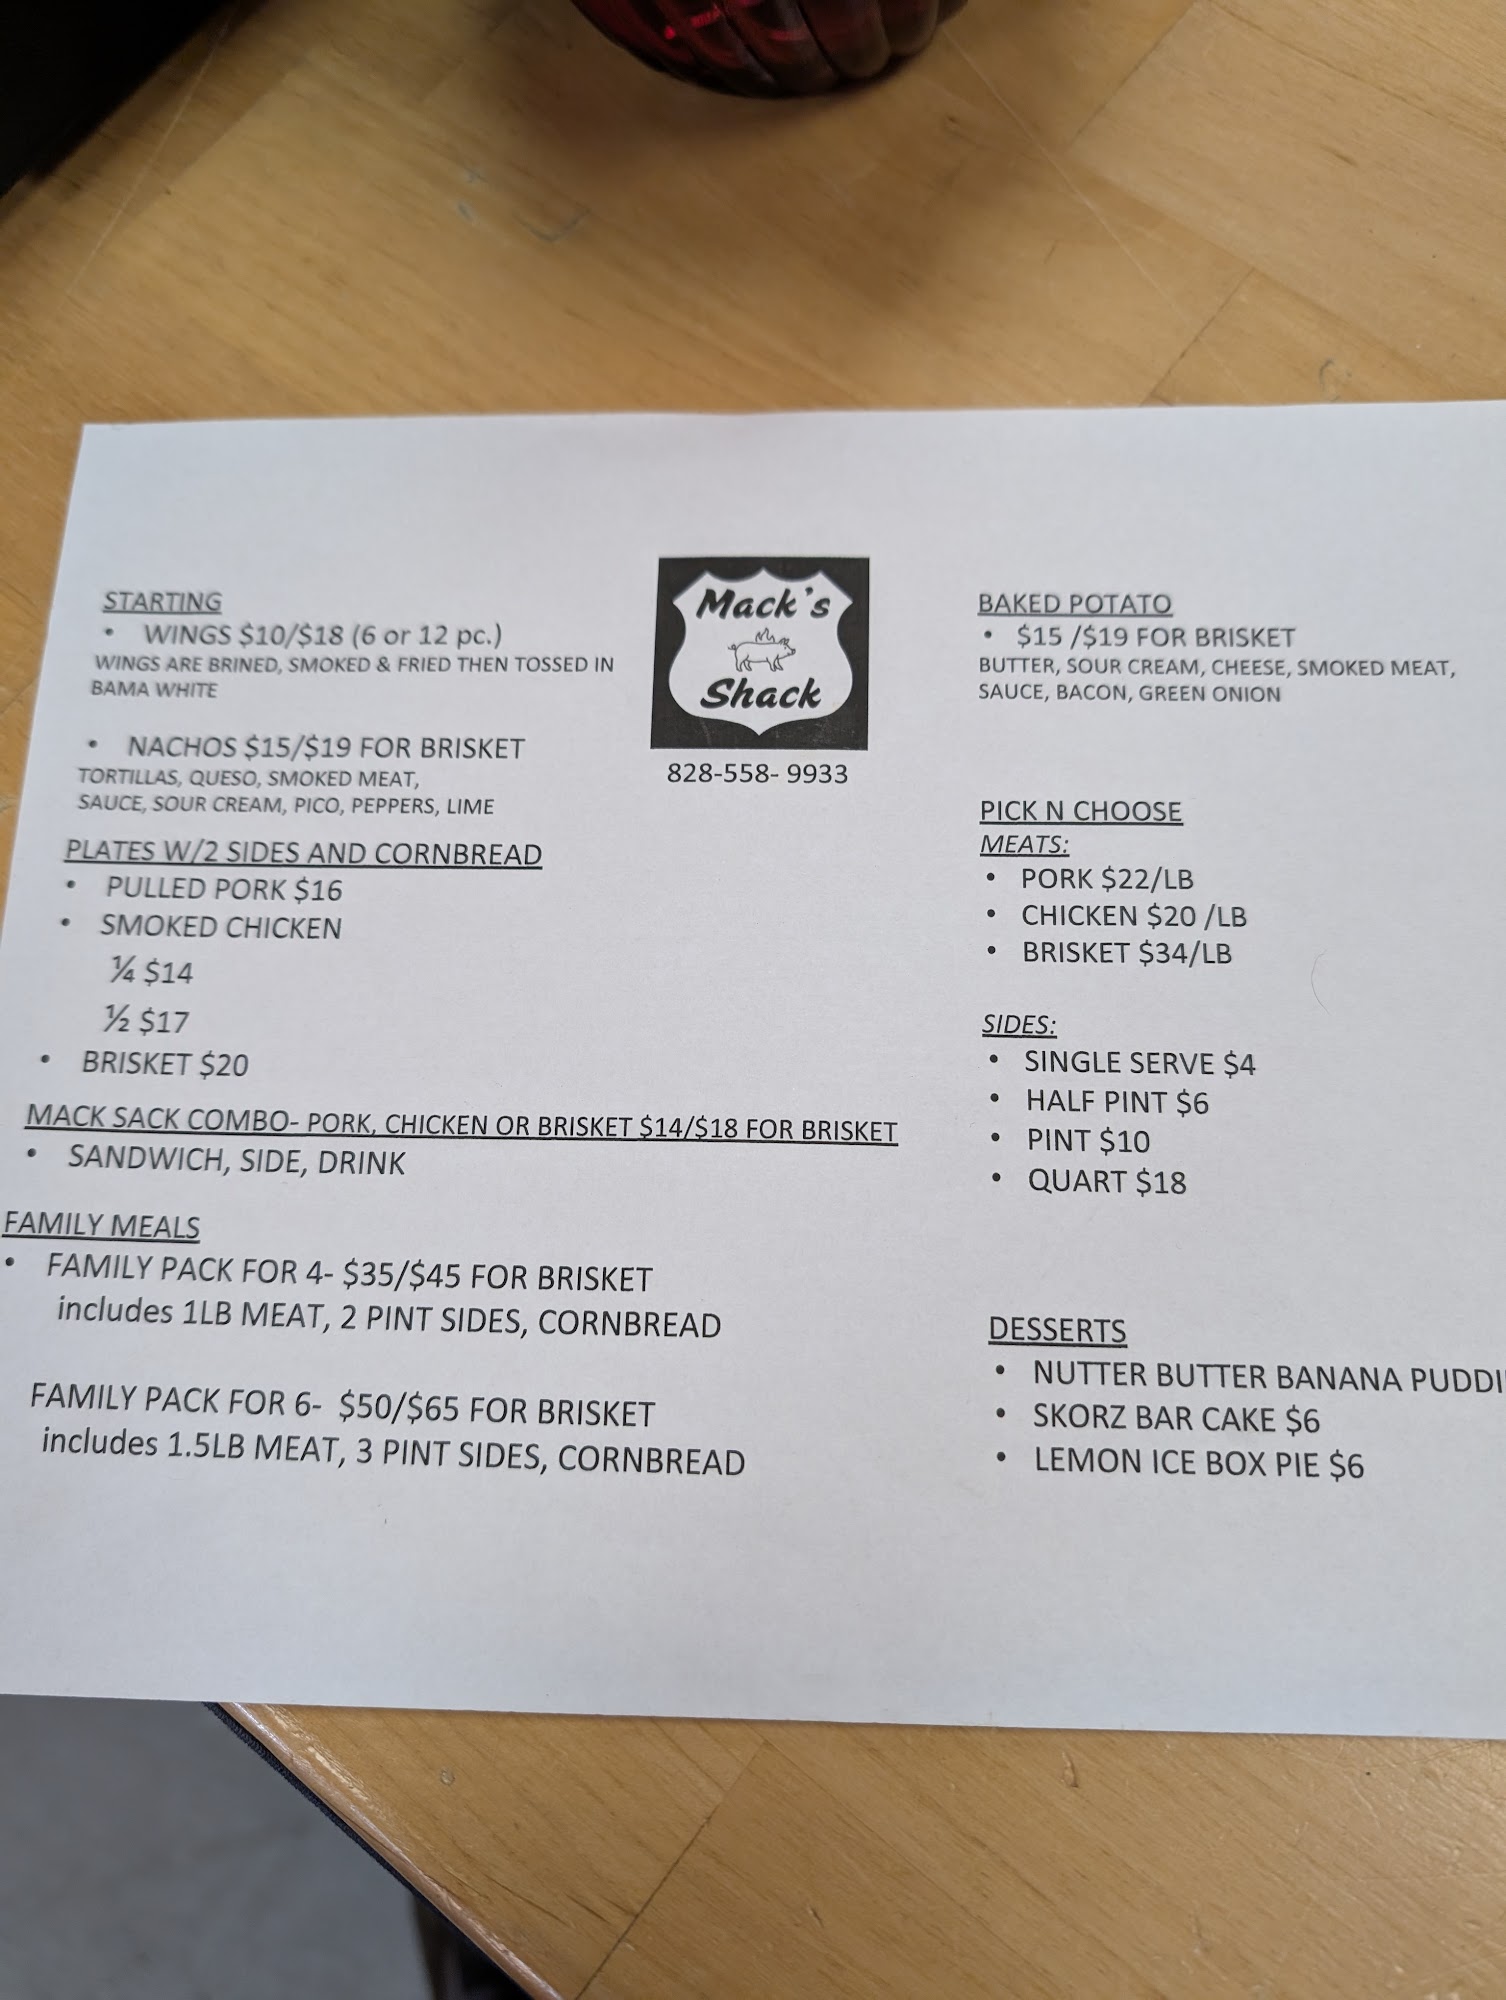 STARTING
• WINGS $10/$18 (6 or 12 pc.)
WINGS ARE BRINED, SMOKED & FRIED THEN TOSSED IN
BAMA WHITE
• NACHOS $15/$19 FOR BRISKET
TORTILLAS, QUESO, SMOKED MEAT,
SAUCE, SOUR CREAM, PICO, PEPPERS, LIME
PLATES W/2 SIDES AND CORNBREAD
• PULLED PORK $16
• SMOKED CHICKEN
¼ $14
½ $17
• BRISKET $20
MACK SACK COMBO- PORK, CHICKEN OR BRISKET $14/$18 FOR BRISKET
• SANDWICH, SIDE, DRINK
FAMILY MEALS
• FAMILY PACK FOR 4- $35/$45 FOR BRISKET
includes 1LB MEAT, 2 PINT SIDES, CORNBREAD
FAMILY PACK FOR 6- $50/$65 FOR BRISKET
includes 1.5LB MEAT, 3 PINT SIDES, CORNBREAD
Mack's
Shack
828-558- 9933
BAKED POTATO
• $15 /$19 FOR BRISKET
BUTTER, SOUR CREAM, CHEESE, SMOKED MEAT,
SAUCE, BACON, GREEN ONION
PICK N CHOOSE
MEATS:
• PORK $22/LB
• CHICKEN $20 /LB
• BRISKET $34/LB
SIDES:
• SINGLE SERVE $4
• HALF PINT $6
• PINT $10
• QUART $18
DESSERTS
• NUTTER BUTTER BANANA PUDDI
• SKORZ BAR CAKE $6
• LEMON ICE BOX PIE $6